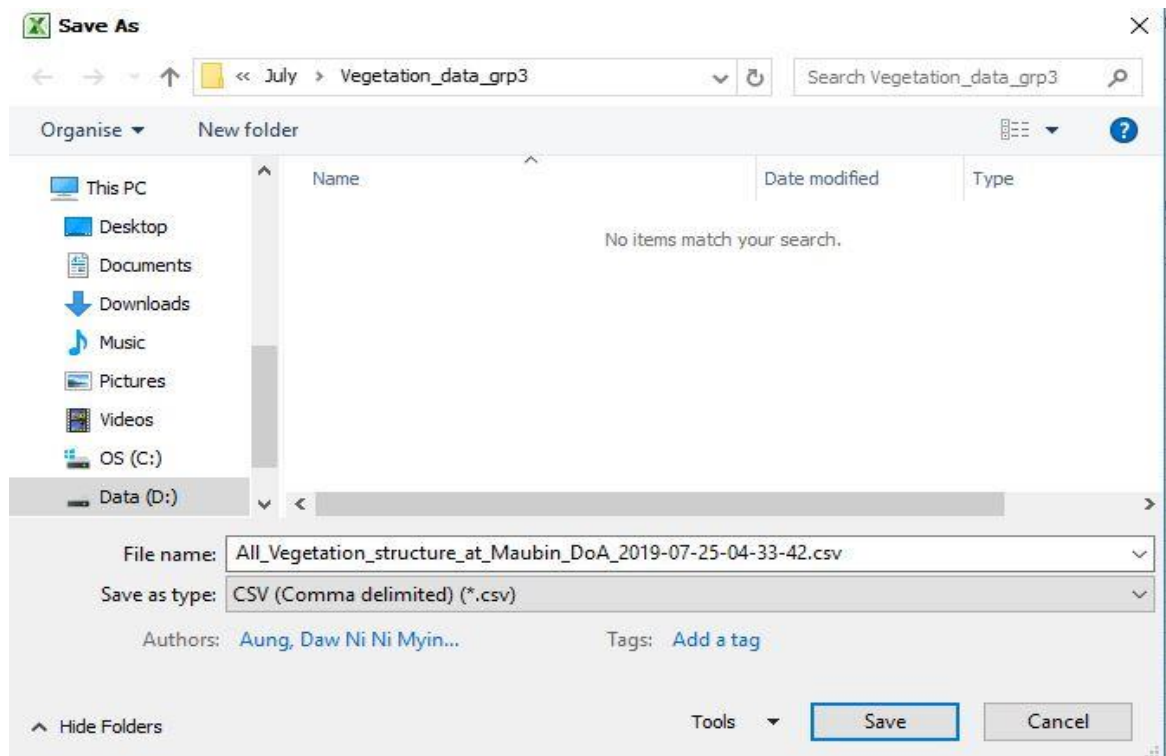 Save As
« July > Vegetation_data_grp3
Search Vegetation_data_grp3
Organise
New folder
Name
Date modified
Type
No items match your search.
This PC
Desktop
Documents
Downloads
Music
Pictures
Videos
OS (C:)
Data (D:)
File name: All_Vegetation_structure_at_Maubin_DoA_2019-07-25-04-33-42.csv
Save as type: CSV (Comma delimited) (*.csv)
Authors: Aung, Daw Ni Ni Myin...
Tags: Add a tag
Hide Folders
Tools
Save
Cancel